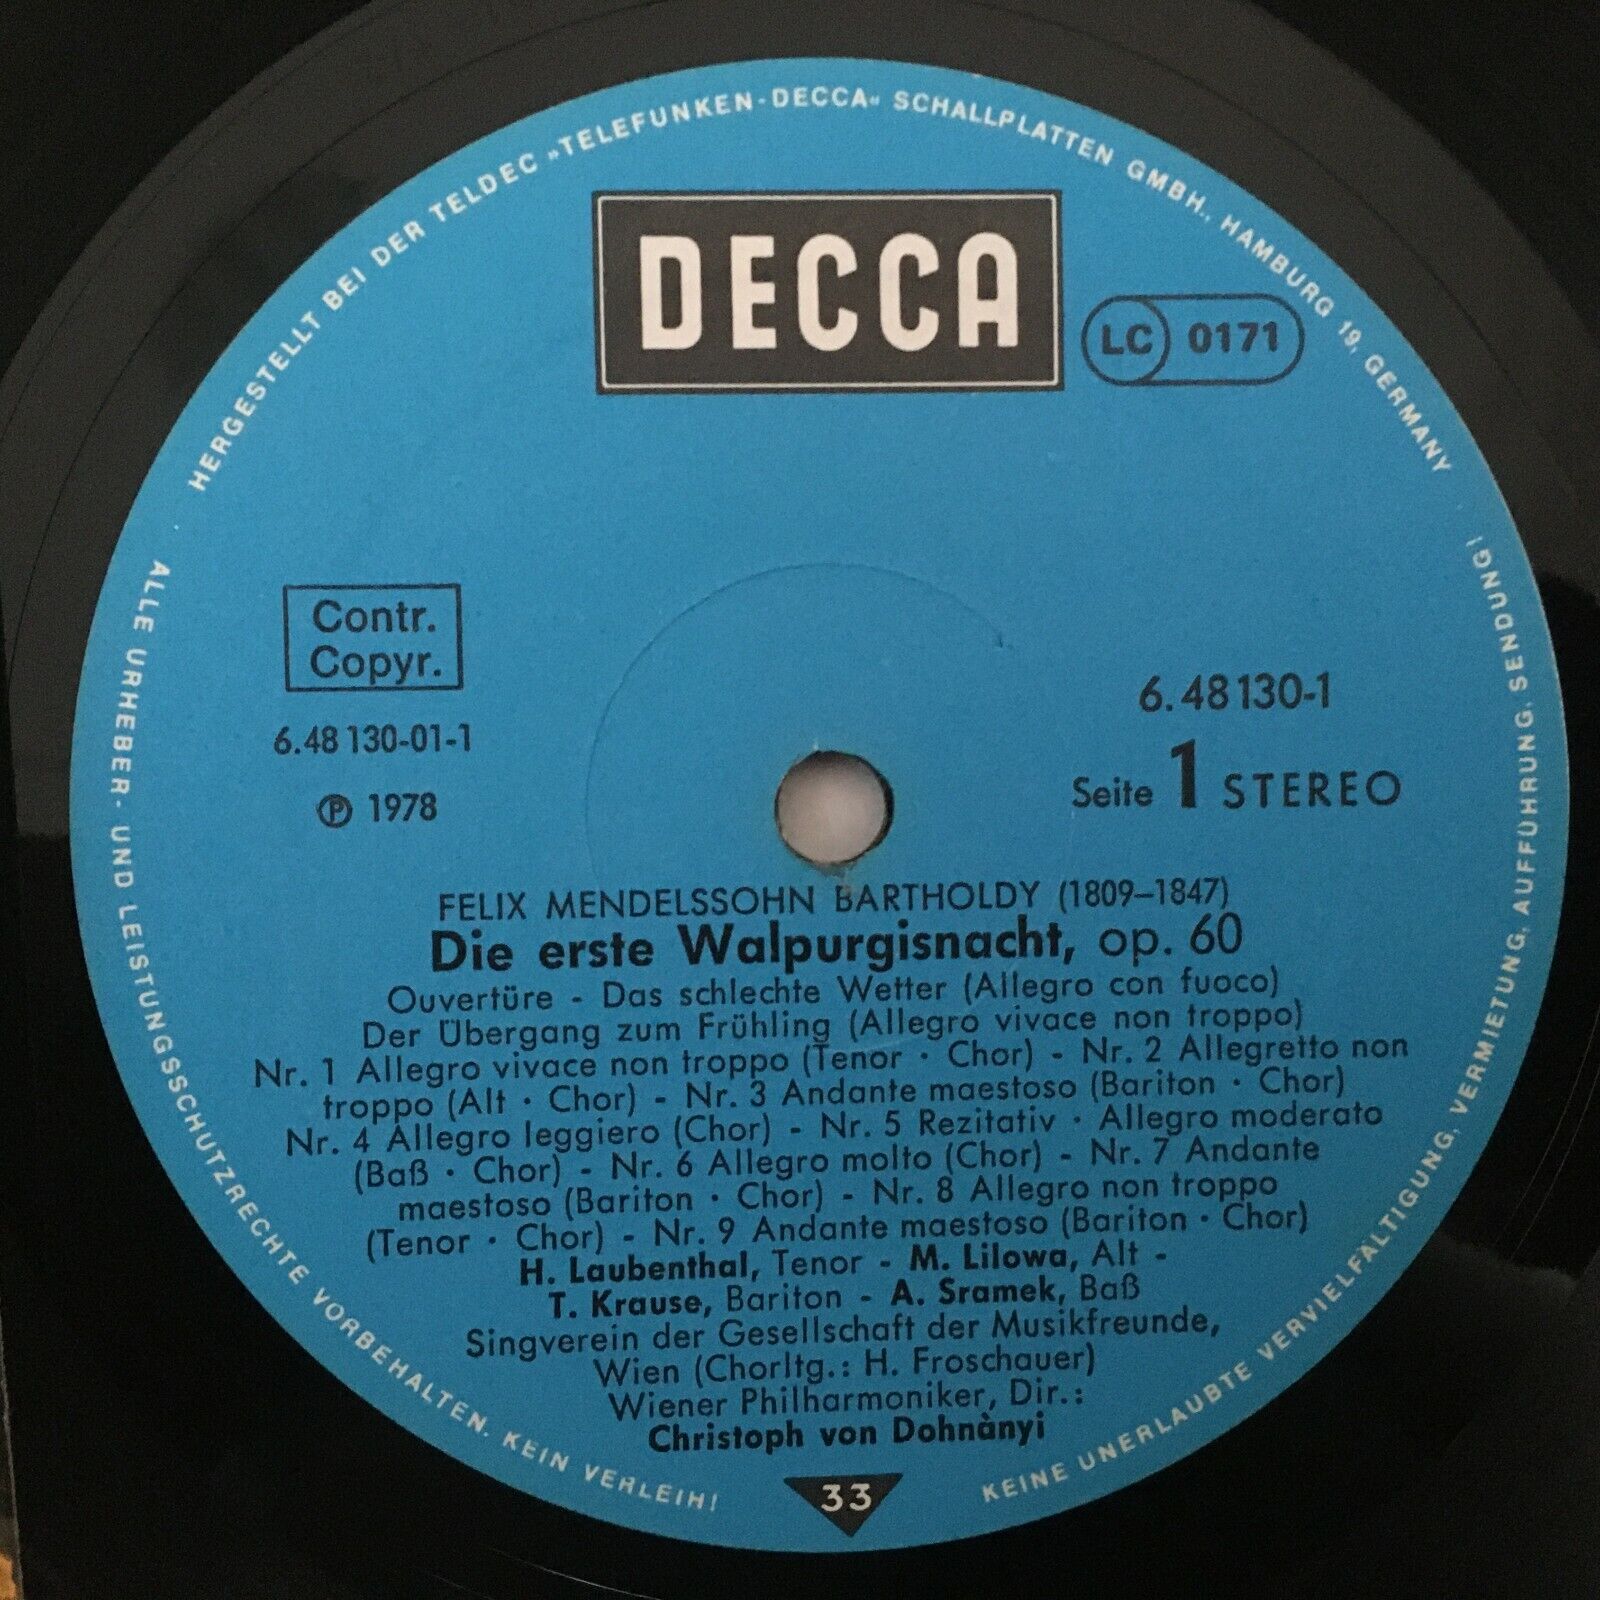 HERGESTELLT BEI DER TELDEC »TELEFUNKEN-DECCA« SCHALLPLATTEN GMBH., HAMBURG 19, GERMANY
DECCA
LC 0171
Contr.
Copyr.
6.48 130-01-1
℗ 1978
6.48130-1
Seite 1 STEREO
FELIX MENDELSSOHN BARTHOLDY (1809–1847)
Die erste Walpurgisnacht, op. 60
Ouvertüre - Das schlechte Wetter (Allegro con fuoco)
Der Übergang zum Frühling (Allegro vivace non troppo)
Nr. 1 Allegro vivace non troppo (Tenor · Chor) - Nr. 2 Allegretto non
troppo (Alt · Chor) - Nr. 3 Andante maestoso (Bariton · Chor)
Nr. 4 Allegro leggiero (Chor) - Nr. 5 Rezitativ · Allegro moderato
(Baß · Chor) - Nr. 6 Allegro molto (Chor) - Nr. 7 Andante
maestoso (Bariton · Chor) - Nr. 8 Allegro non troppo
(Tenor · Chor) - Nr. 9 Andante maestoso (Bariton · Chor)
H. Laubenthal, Tenor - M. Lilowa, Alt -
T. Krause, Bariton - A. Sramek, Baß
Singverein der Gesellschaft der Musikfreunde,
Wien (Chorltg.: H. Froschauer)
Wiener Philharmoniker, Dir.:
Christoph von Dohnànyi
33
ALLE URHEBER- UND LEISTUNGSSCHUTZRECHTE VORBEHALTEN. KEIN VERLEIH!
KEINE UNERLAUBTE VERVIELFÄLTIGUNG, VERMIETUNG, AUFFÜHRUNG, SENDUNG!